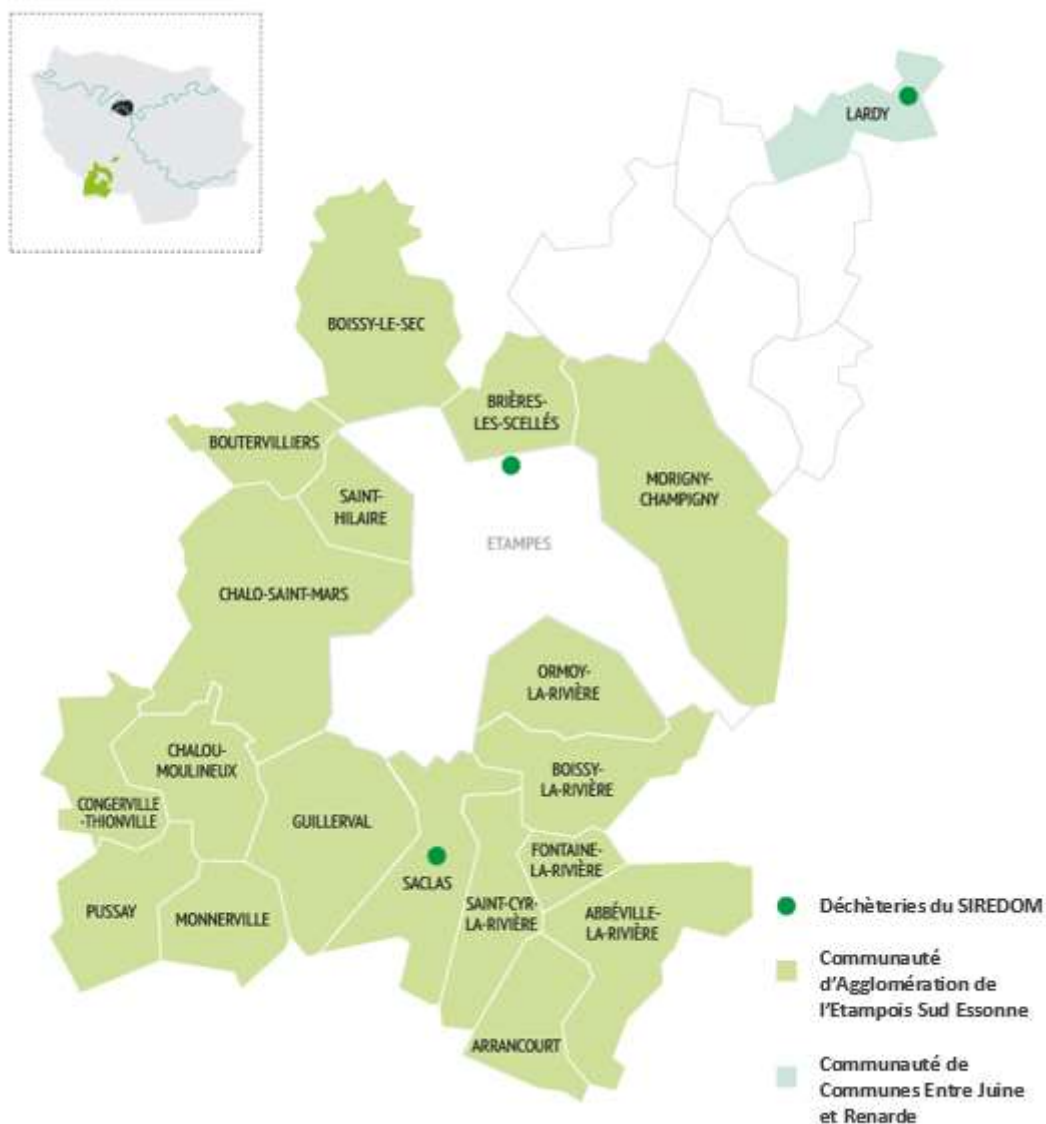 LARDY
BOISSY-LE-SEC
BRIÈRES-
LES-SCELLÉS
BOUTERVILLIERS
MORIGNY-
CHAMPIGNY
SAINT-
HILAIRE
ETAMPES
CHALO-SAINT-MARS
ORMOY-
LA-RIVIÈRE
CHALOU-
MOULINEUX
BOISSY-
LA-RIVIÈRE
CONGERVILLE
-THIONVILLE
GUILLERVAL
FONTAINE-
LA-RIVIÈRE
SACLAS
PUSSAY
MONNERVILLE
SAINT-CYR-
LA-RIVIÈRE
ABBÉVILLE-
LA-RIVIÈRE
ARRANCOURT
Déchèteries du SIREDOM
Communauté
d'Agglomération de
l'Etampois Sud Essonne
Communauté de
Communes Entre Juine
et Renarde